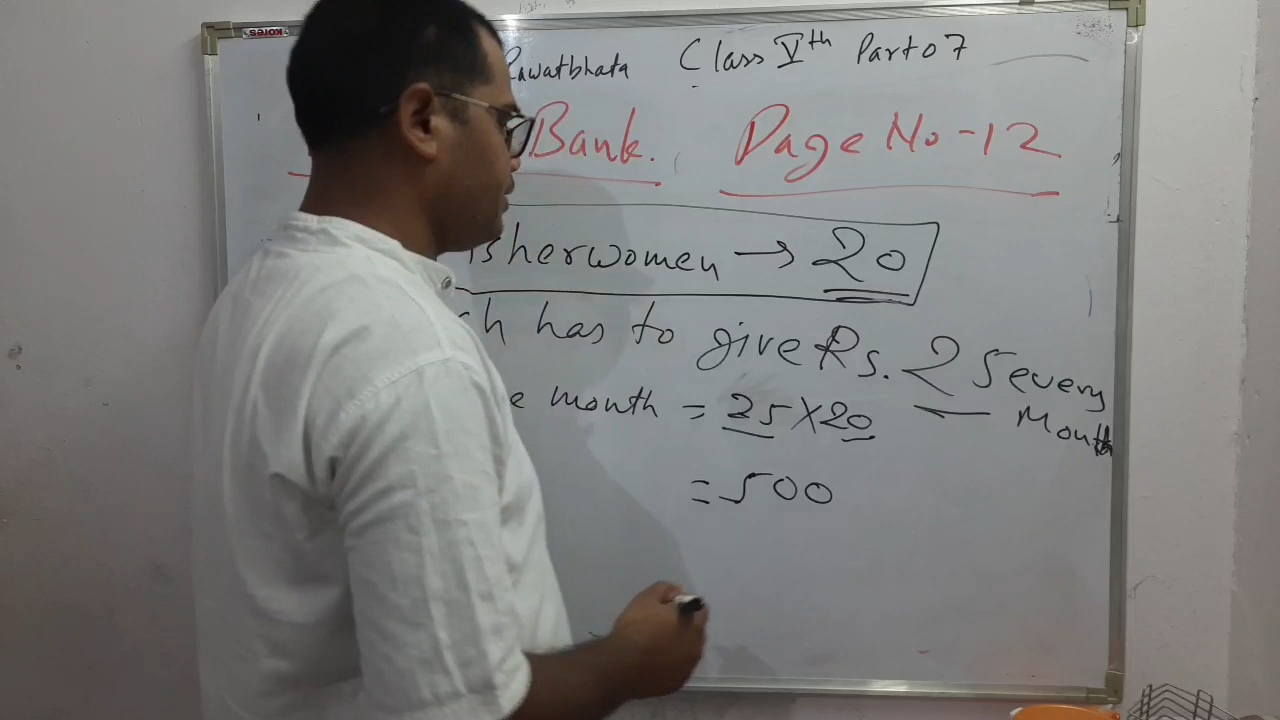 Kores
Rawatbhata Class Vth Part 07
Bank. Page No-12
isherwomen → 20
ch has to give Rs. 25 every
Month
e month = 25 X 20
= 500